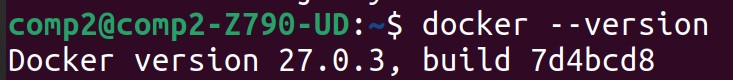 comp2@comp2-Z790-UD:~$ docker --version
Docker version 27.0.3, build 7d4bcd8